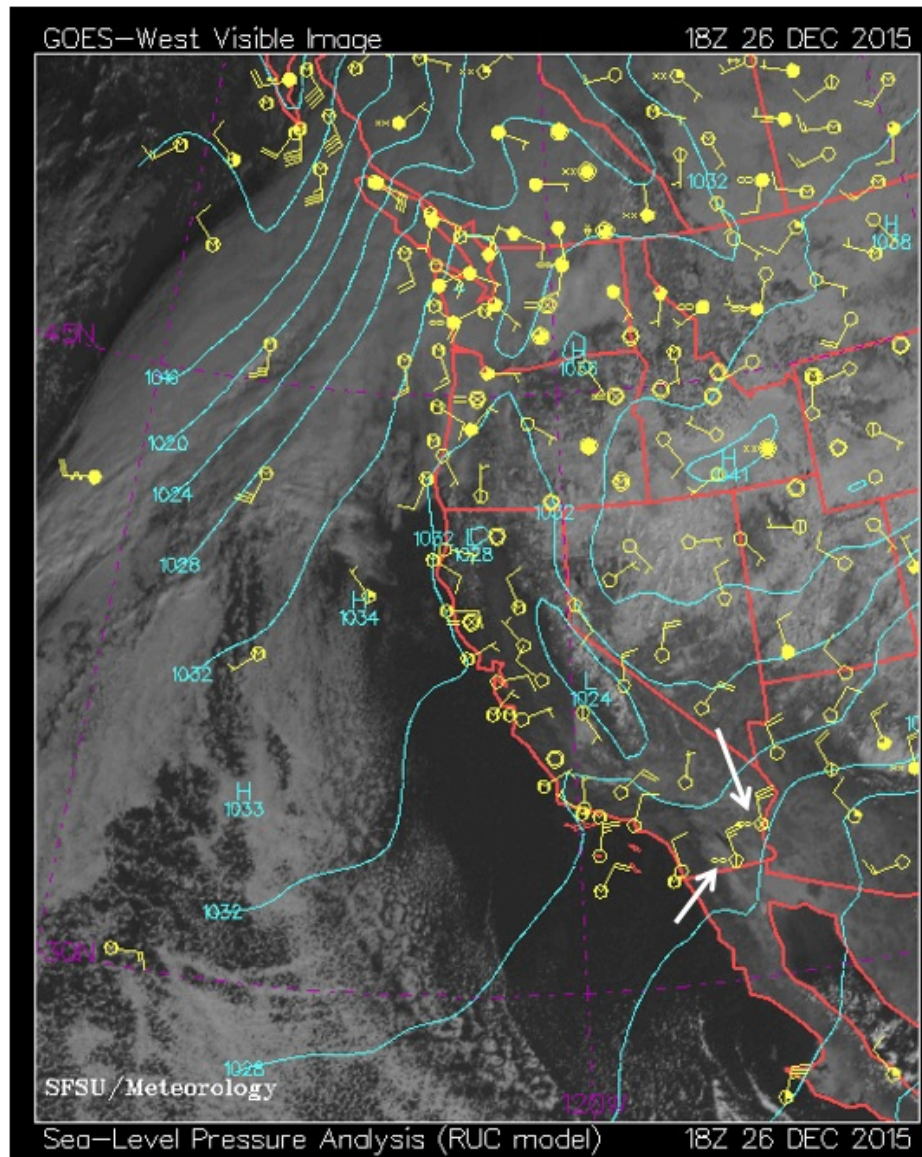 GOES-West Visible Image 18Z 26 DEC 2015
1032
H
1038
45N
1016
H
1036
1020
H
1041
1024
1032
1032
L
1028
1028
H
1034
1032
L
1024
H
1033
1032
30N
1028
SFSU/Meteorology
120W
Sea-Level Pressure Analysis (RUC model) 18Z 26 DEC 2015